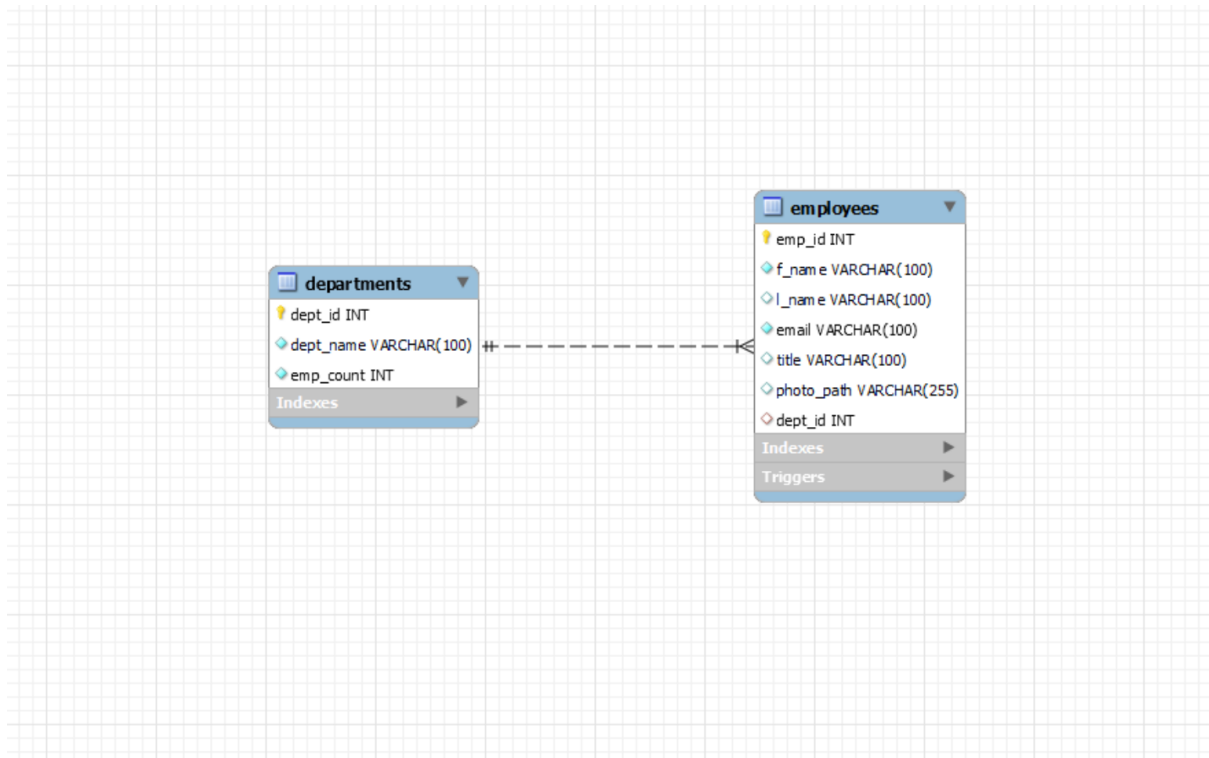 departments
dept_id INT
dept_name VARCHAR(100)
emp_count INT
Indexes
employees
emp_id INT
f_name VARCHAR(100)
l_name VARCHAR(100)
email VARCHAR(100)
title VARCHAR(100)
photo_path VARCHAR(255)
dept_id INT
Indexes
Triggers